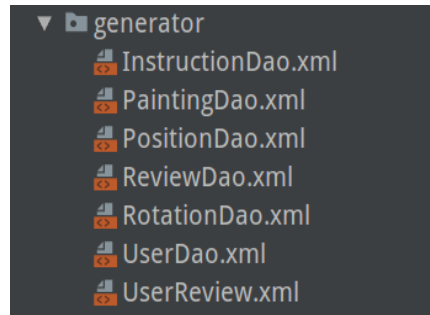 generator
InstructionDao.xml
PaintingDao.xml
PositionDao.xml
ReviewDao.xml
RotationDao.xml
UserDao.xml
UserReview.xml